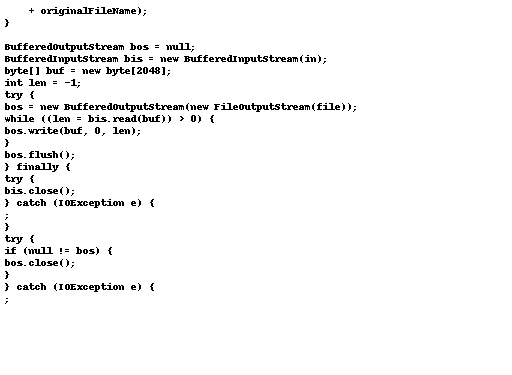 + originalFileName);
}
BufferedOutputStream bos = null;
BufferedInputStream bis = new BufferedInputStream(in);
byte[] buf = new byte[2048];
int len = -1;
try {
bos = new BufferedOutputStream(new FileOutputStream(file));
while ((len = bis.read(buf)) > 0) {
bos.write(buf, 0, len);
}
bos.flush();
} finally {
try {
bis.close();
} catch (IOException e) {
;
}
try {
if (null != bos) {
bos.close();
}
} catch (IOException e) {
;